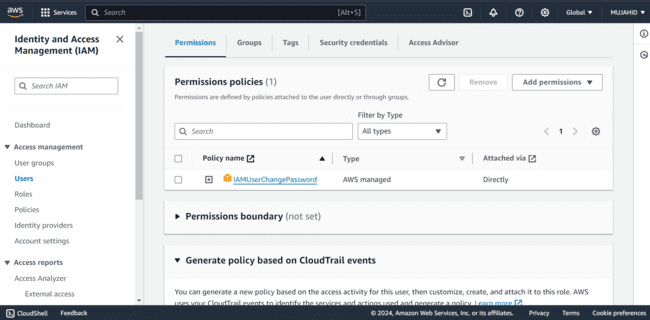 aws
Services
Search
[Alt+S]
Global
MUJAHID
Identity and Access
Management (IAM)
Search IAM
Dashboard
Access management
User groups
Users
Roles
Policies
Identity providers
Account settings
Access reports
Access Analyzer
External access
Permissions
Groups
Tags
Security credentials
Access Advisor
Permissions policies (1)
Remove
Add permissions
Permissions are defined by policies attached to the user directly or through groups.
Filter by Type
Search
All types
1
Policy name
Type
Attached via
IAMUserChangePassword
AWS managed
Directly
Permissions boundary (not set)
Generate policy based on CloudTrail events
You can generate a new policy based on the access activity for this user, then customize, create, and attach it to this role. AWS
uses your CloudTrail events to identify the services and actions used and generate a policy. Learn more
CloudShell
Feedback
© 2024, Amazon Web Services, Inc. or its affiliates.
Privacy
Terms
Cookie preferences